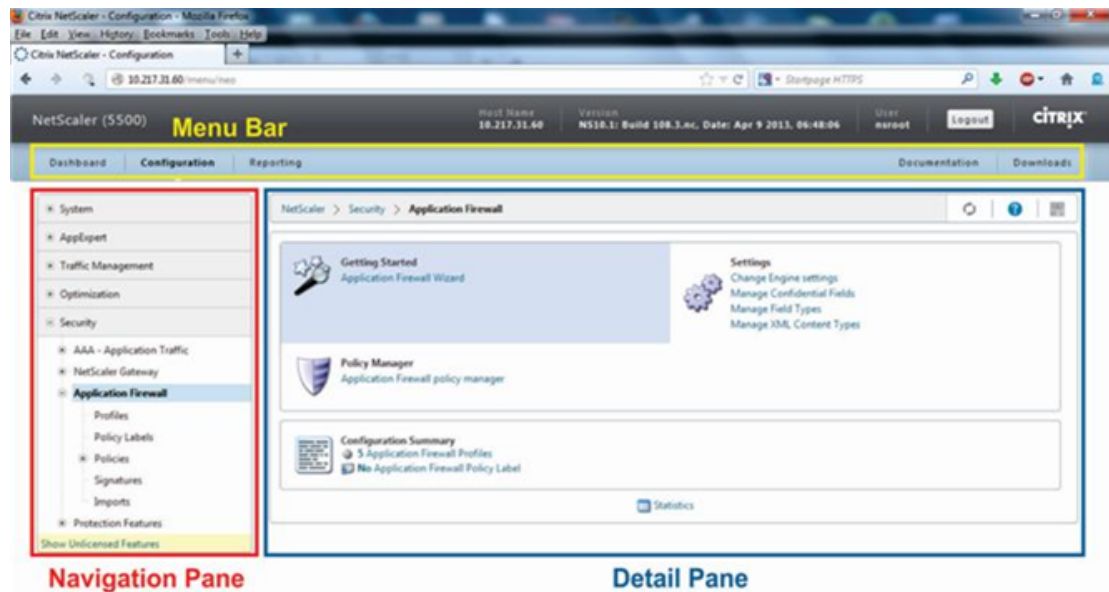 Citrix NetScaler - Configuration - Mozilla Firefox
File Edit View History Bookmarks Tools Help
Citrix NetScaler - Configuration
10.217.31.60/menu/neo
Startpage HTTPS
NetScaler (5500)
Menu Bar
Host Name
10.217.31.60
Version
NS10.1: Build 108.3.nc, Date: Apr 9 2013, 06:48:06
User
nsroot
Logout
CITRIX
Dashboard
Configuration
Reporting
Documentation
Downloads
System
AppExpert
Traffic Management
Optimization
Security
AAA - Application Traffic
NetScaler Gateway
Application Firewall
Profiles
Policy Labels
Policies
Signatures
Imports
Protection Features
Show Unlicensed Features
NetScaler > Security > Application Firewall
Getting Started
Application Firewall Wizard
Settings
Change Engine settings
Manage Confidential Fields
Manage Field Types
Manage XML Content Types
Policy Manager
Application Firewall policy manager
Configuration Summary
5 Application Firewall Profiles
No Application Firewall Policy Label
Statistics
Navigation Pane
Detail Pane